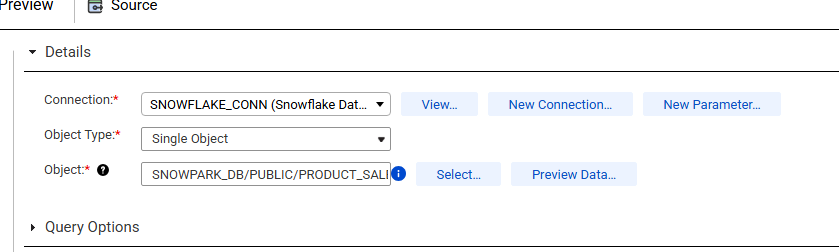 Preview Source
Details
Connection:* SNOWFLAKE_CONN (Snowflake Dat... View... New Connection... New Parameter...
Object Type:* Single Object
Object:* ? SNOWPARK_DB/PUBLIC/PRODUCT_SAL i Select... Preview Data...
Query Options